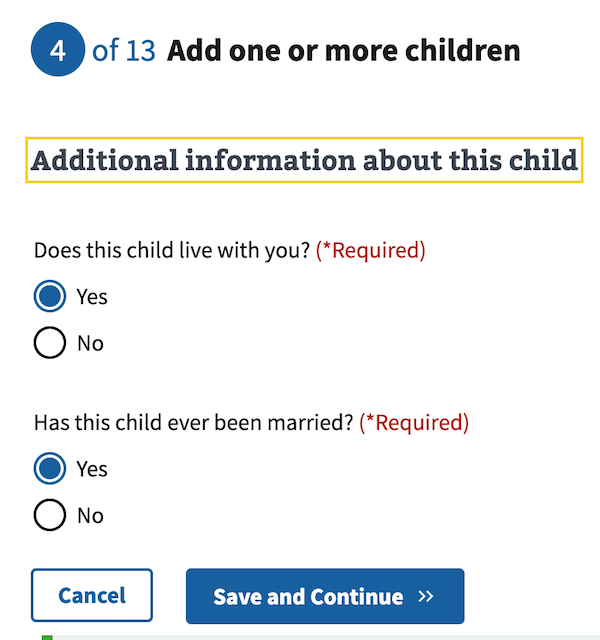 4 of 13 Add one or more children
Additional information about this child
Does this child live with you? (*Required)
Yes
No
Has this child ever been married? (*Required)
Yes
No
Cancel
Save and Continue »